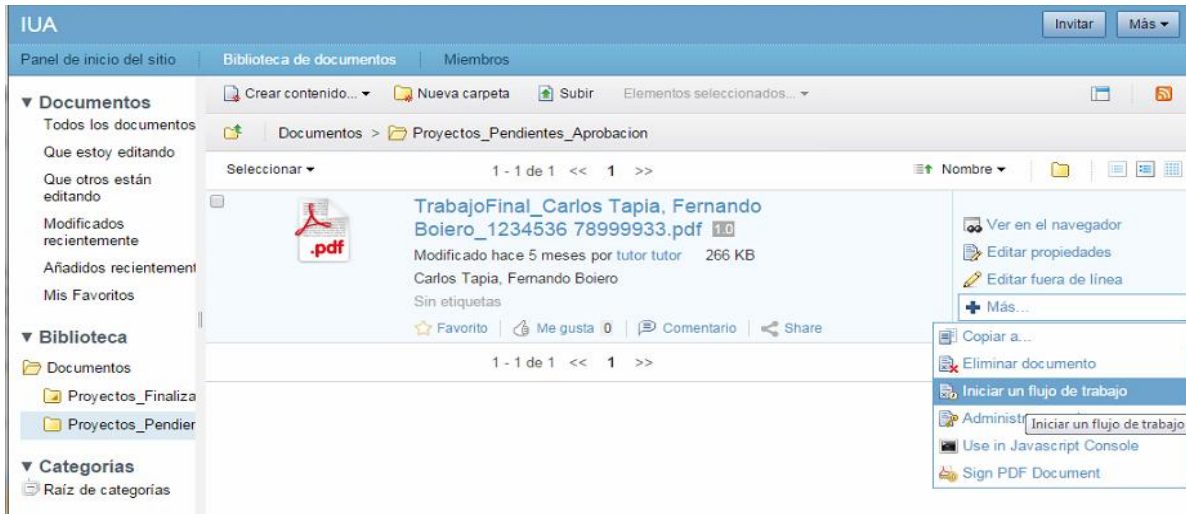 IUA
Invitar
Más
Panel de inicio del sitio
Biblioteca de documentos
Miembros
Documentos
Todos los documentos
Que estoy editando
Que otros están
editando
Modificados
recientemente
Añadidos recientement
Mis Favoritos
Biblioteca
Documentos
Proyectos_Finaliza
Proyectos_Pendier
Categorías
Raíz de categorías
Crear contenido...
Nueva carpeta
Subir
Elementos seleccionados...
Documentos > Proyectos_Pendientes_Aprobacion
Seleccionar
1 - 1 de 1 << 1 >>
Nombre
.pdf
TrabajoFinal_Carlos Tapia, Fernando
Boiero_1234536 78999933.pdf 1.0
Modificado hace 5 meses por tutor tutor 266 KB
Carlos Tapia, Fernando Boiero
Sin etiquetas
Favorito
Me gusta 0
Comentario
Share
1 - 1 de 1 << 1 >>
Ver en el navegador
Editar propiedades
Editar fuera de línea
Más...
Copiar a...
Eliminar documento
Iniciar un flujo de trabajo
Administr
Iniciar un flujo de trabajo
Use in Javascript Console
Sign PDF Document